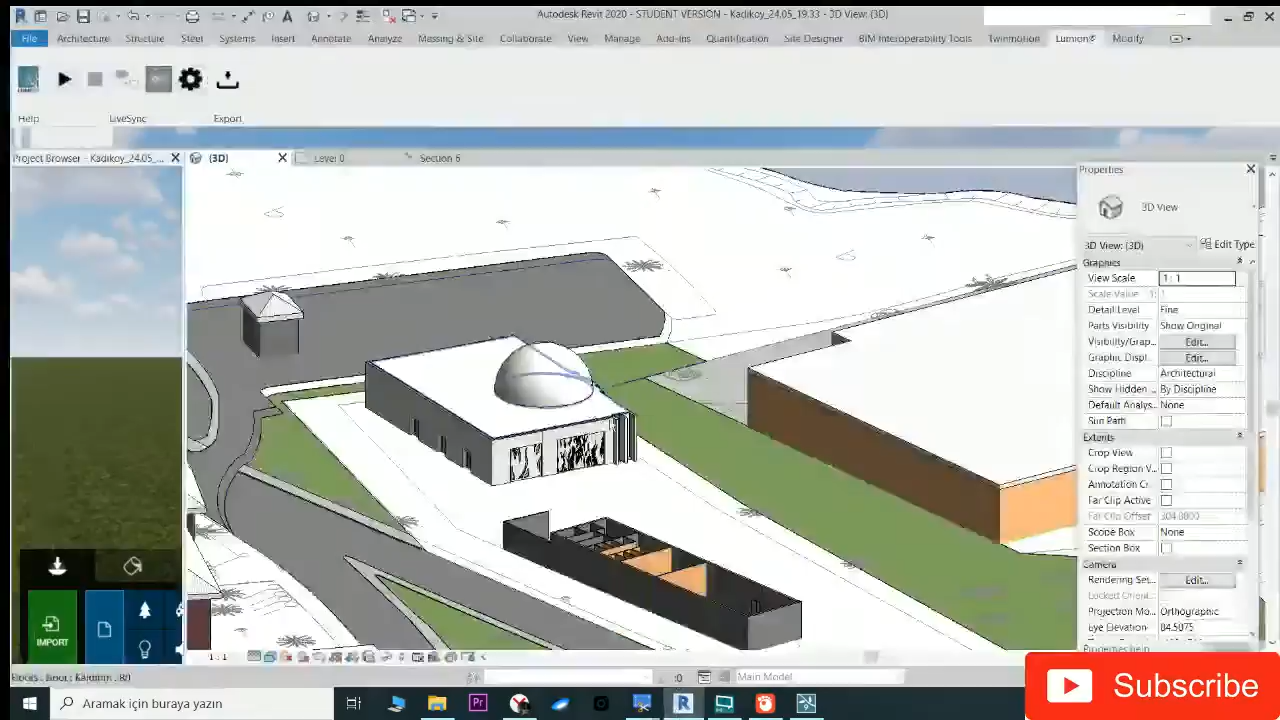 Autodesk Revit 2020 - STUDENT VERSION - Kadikoy_24.05_19.33 - 3D View: {3D}
File Architecture Structure Steel Systems Insert Annotate Analyze Massing & Site Collaborate View Manage Add-Ins Quantification Site Designer BIM Interoperability Tools Twinmotion Lumion® Modify
Help LiveSync Export
Project Browser - Kadikoy_24.05_... {3D} Level 0 Section 6
Properties
3D View
3D View: {3D} Edit Type
Graphics
View Scale 1 : 1
Scale Value 1: 1
Detail Level Fine
Parts Visibility Show Original
Visibility/Grap... Edit...
Graphic Displ... Edit...
Discipline Architectural
Show Hidden ... By Discipline
Default Analys... None
Sun Path
Extents
Crop View
Crop Region V...
Annotation Cr...
Far Clip Active
Far Clip Offset 304.8000
Scope Box None
Section Box
Camera
Rendering Set... Edit...
Locked Orient...
Projection Mo... Orthographic
Eye Elevation 84.5075
Properties help
IMPORT
1 : 1
:0 Main Model
Subscribe
Aramak için buraya yazın